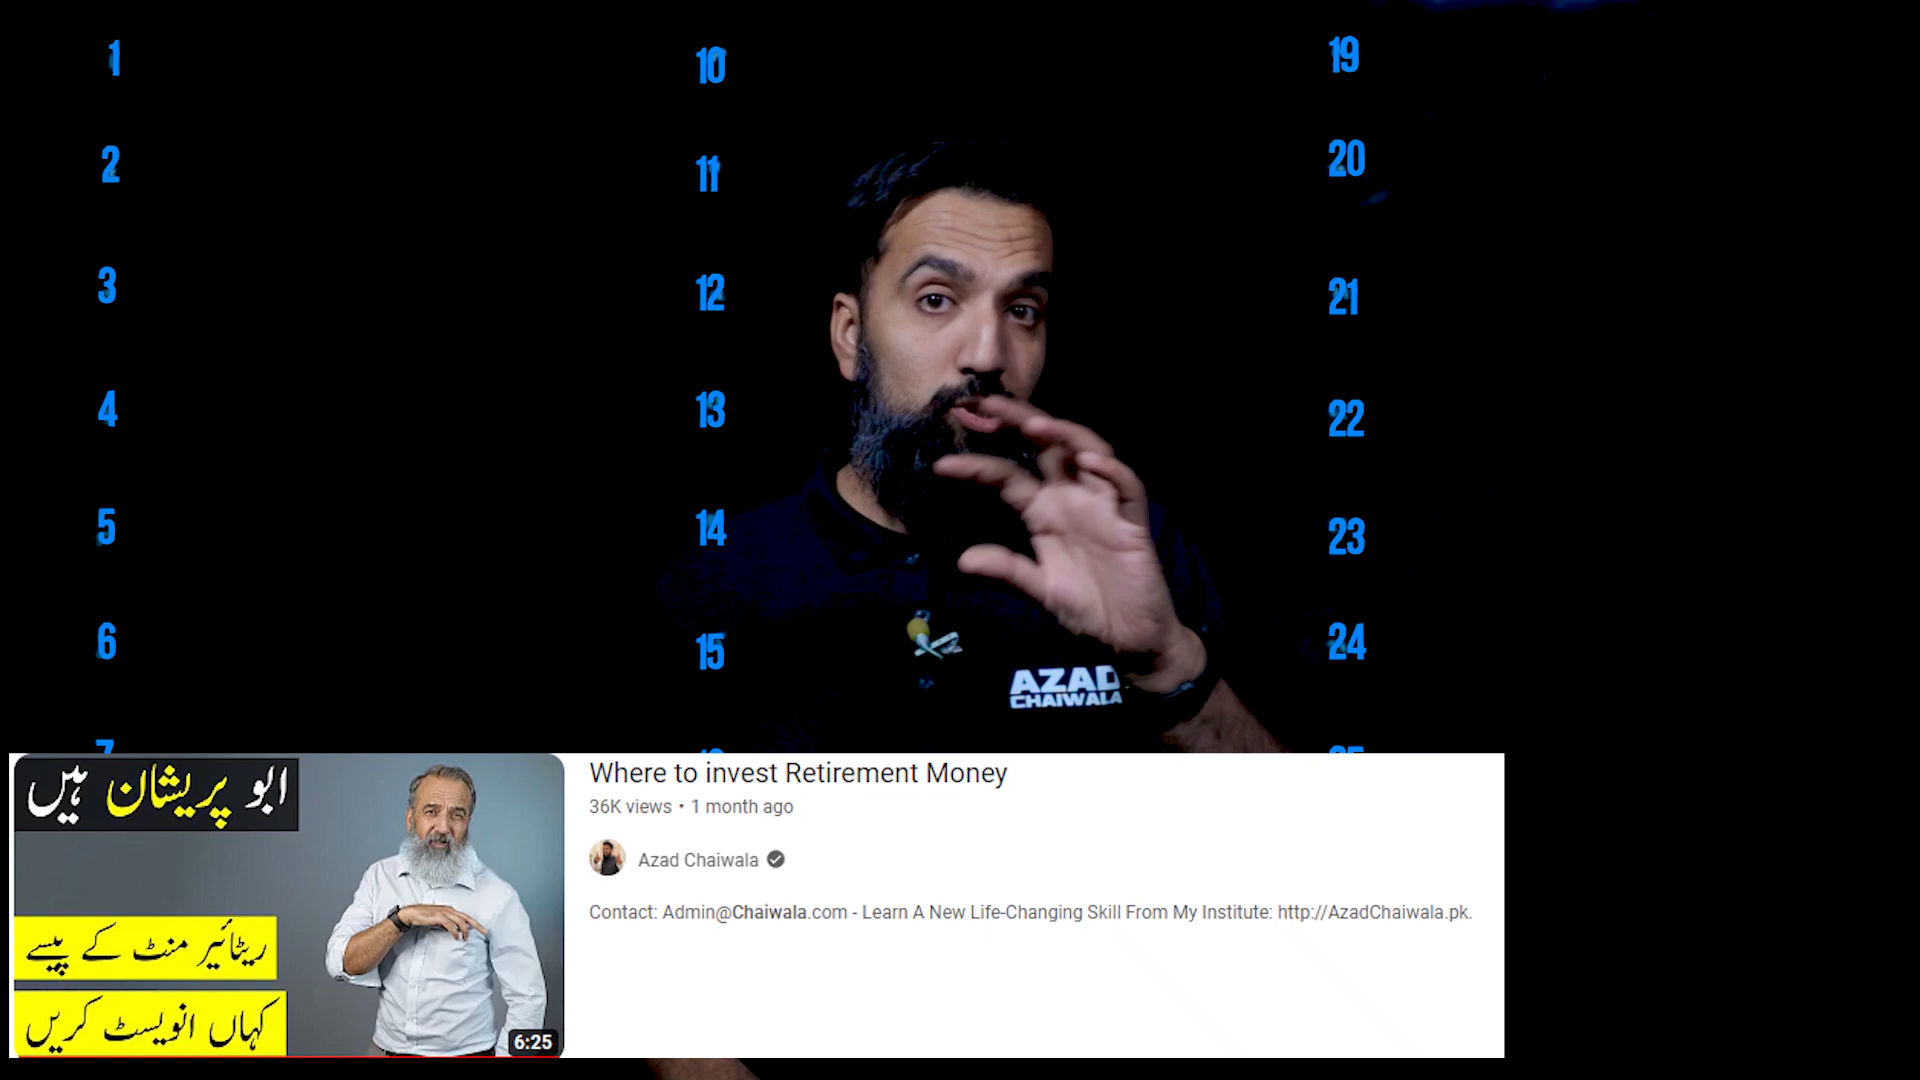 1
2
3
4
5
6
10
11
12
13
14
15
19
20
21
22
23
24
AZAD
CHAIWALA
ابو پریشان ہیں
ریٹائیر منٹ کے پیسے
کہاں انویسٹ کریں
6:25
Where to invest Retirement Money
36K views • 1 month ago
Azad Chaiwala
Contact: Admin@Chaiwala.com - Learn A New Life-Changing Skill From My Institute: http://AzadChaiwala.pk.